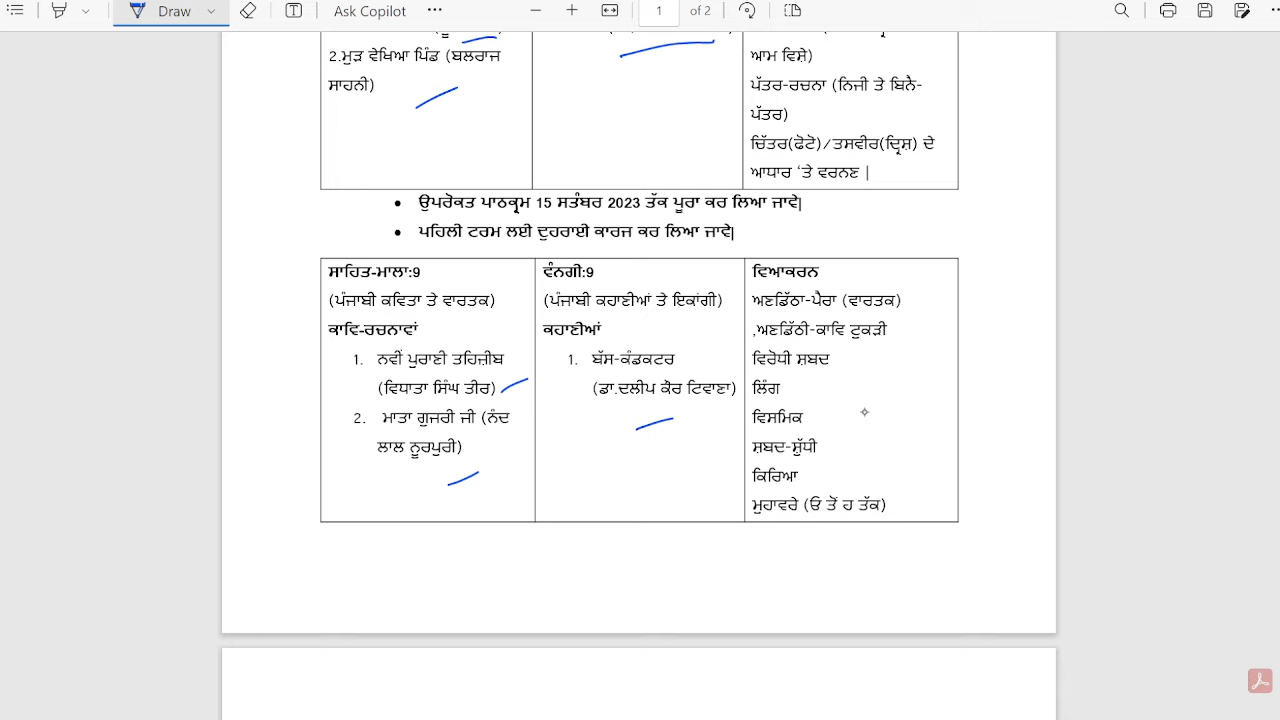 Draw
Ask Copilot
1 of 2
2.ਮੁੜ ਵੇਖਿਆ ਪਿੰਡ (ਬਲਰਾਜ
ਸਾਹਨੀ)
ਆਮ ਵਿਸ਼ੇ)
ਪੱਤਰ-ਰਚਨਾ (ਨਿਜੀ ਤੇ ਬਿਨੈ-
ਪੱਤਰ)
ਚਿੱਤਰ(ਫੋਟੋ)/ਤਸਵੀਰ(ਦ੍ਰਿਸ਼) ਦੇ
ਆਧਾਰ ‘ਤੇ ਵਰਨਣ |
• ਉਪਰੋਕਤ ਪਾਠਕ੍ਰਮ 15 ਸਤੰਬਰ 2023 ਤੱਕ ਪੂਰਾ ਕਰ ਲਿਆ ਜਾਵੇ|
• ਪਹਿਲੀ ਟਰਮ ਲਈ ਦੁਹਰਾਈ ਕਾਰਜ ਕਰ ਲਿਆ ਜਾਵੇ|
ਸਾਹਿਤ-ਮਾਲਾ:9
(ਪੰਜਾਬੀ ਕਵਿਤਾ ਤੇ ਵਾਰਤਕ)
ਕਾਵਿ-ਰਚਨਾਵਾਂ
1. ਨਵੀਂ ਪੁਰਾਣੀ ਤਹਿਜ਼ੀਬ
(ਵਿਧਾਤਾ ਸਿੰਘ ਤੀਰ)
2. ਮਾਤਾ ਗੁਜਰੀ ਜੀ (ਨੰਦ
ਲਾਲ ਨੂਰਪੁਰੀ)
ਵੰਨਗੀ:9
(ਪੰਜਾਬੀ ਕਹਾਣੀਆਂ ਤੇ ਇਕਾਂਗੀ)
ਕਹਾਣੀਆਂ
1. ਬੱਸ-ਕੰਡਕਟਰ
(ਡਾ.ਦਲੀਪ ਕੌਰ ਟਿਵਾਣਾ)
ਵਿਆਕਰਨ
ਅਣਡਿੱਠਾ-ਪੈਰਾ (ਵਾਰਤਕ)
,ਅਣਡਿੱਠੀ-ਕਾਵਿ ਟੁਕੜੀ
ਵਿਰੋਧੀ ਸ਼ਬਦ
ਲਿੰਗ
ਵਿਸਮਿਕ
ਸ਼ਬਦ-ਸ਼ੁੱਧੀ
ਕਿਰਿਆ
ਮੁਹਾਵਰੇ (ਓ ਤੋਂ ਹ ਤੱਕ)